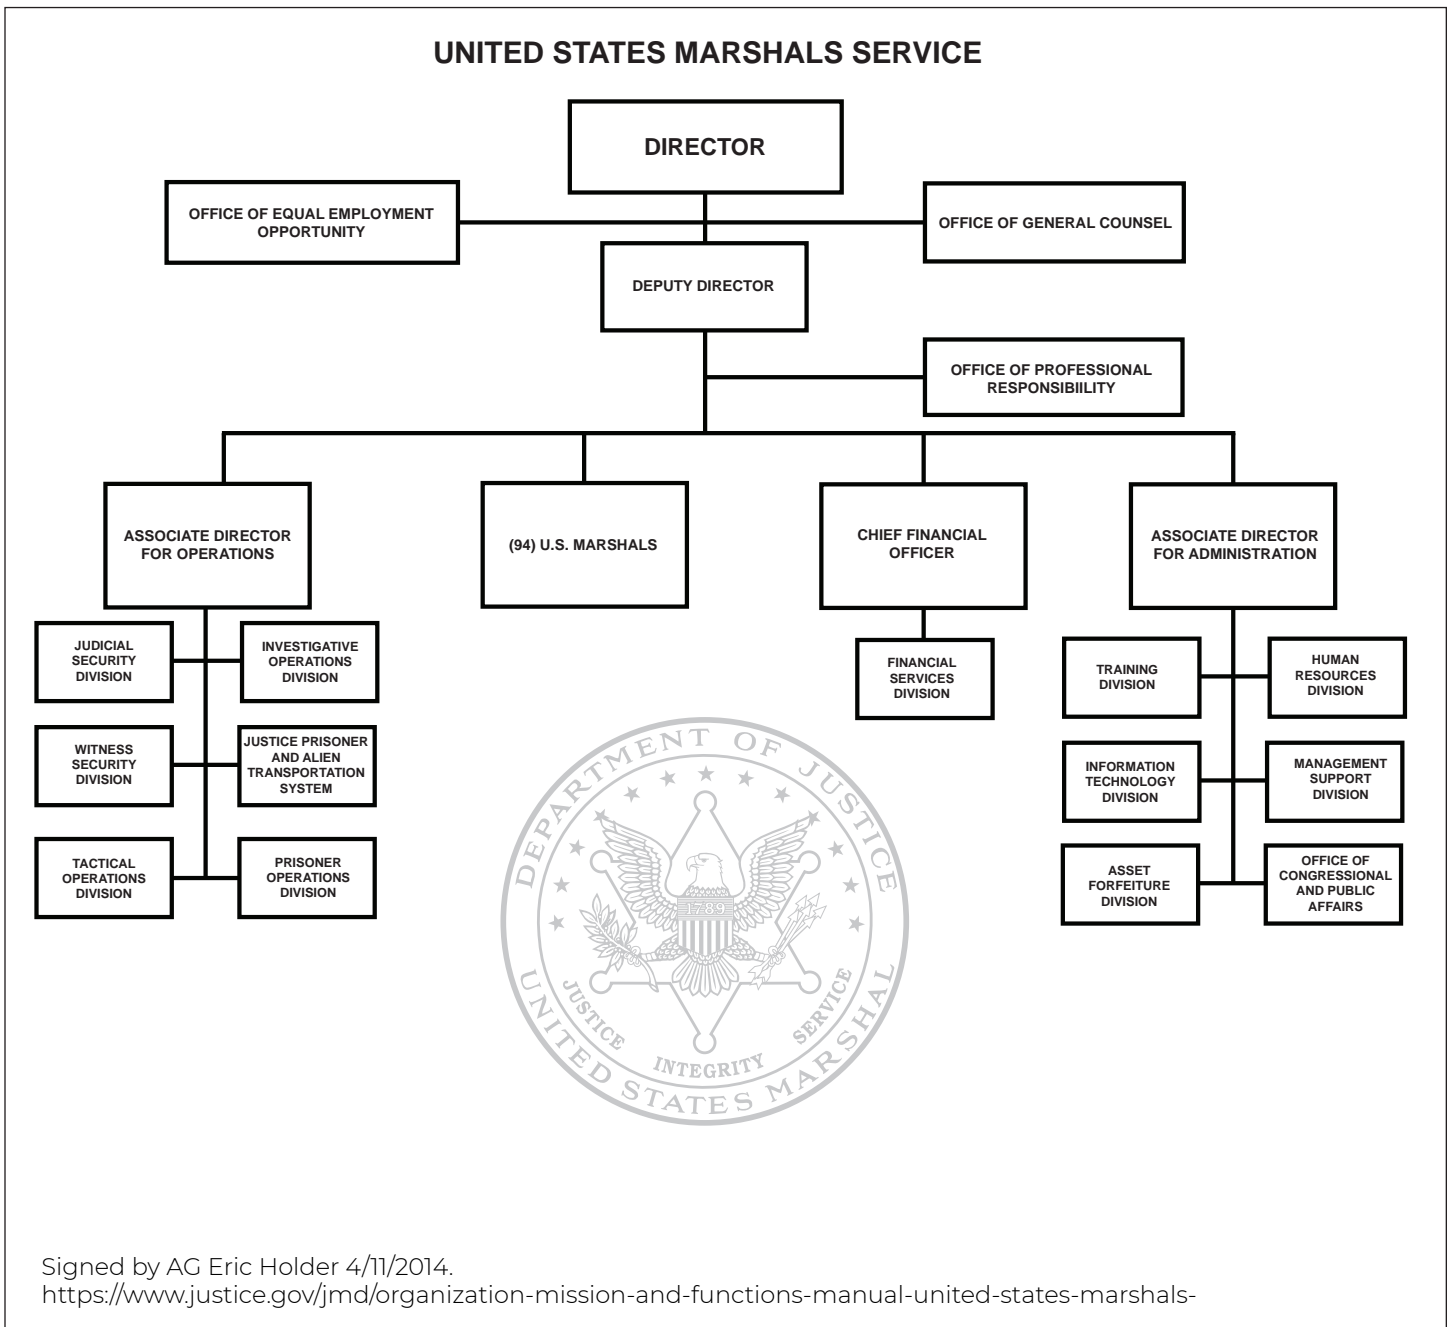 UNITED STATES MARSHALS SERVICE
DIRECTOR
OFFICE OF EQUAL EMPLOYMENT
OPPORTUNITY
OFFICE OF GENERAL COUNSEL
DEPUTY DIRECTOR
OFFICE OF PROFESSIONAL
RESPONSIBIILITY
ASSOCIATE DIRECTOR
FOR OPERATIONS
(94) U.S. MARSHALS
CHIEF FINANCIAL
OFFICER
ASSOCIATE DIRECTOR
FOR ADMINISTRATION
JUDICIAL
SECURITY
DIVISION
INVESTIGATIVE
OPERATIONS
DIVISION
FINANCIAL
SERVICES
DIVISION
TRAINING
DIVISION
HUMAN
RESOURCES
DIVISION
WITNESS
SECURITY
DIVISION
JUSTICE PRISONER
AND ALIEN
TRANSPORTATION
SYSTEM
INFORMATION
TECHNOLOGY
DIVISION
MANAGEMENT
SUPPORT
DIVISION
TACTICAL
OPERATIONS
DIVISION
PRISONER
OPERATIONS
DIVISION
ASSET
FORFEITURE
DIVISION
OFFICE OF
CONGRESSIONAL
AND PUBLIC
AFFAIRS
DEPARTMENT OF JUSTICE
1789
JUSTICE INTEGRITY SERVICE
UNITED STATES MARSHAL
Signed by AG Eric Holder 4/11/2014.
https://www.justice.gov/jmd/organization-mission-and-functions-manual-united-states-marshals-